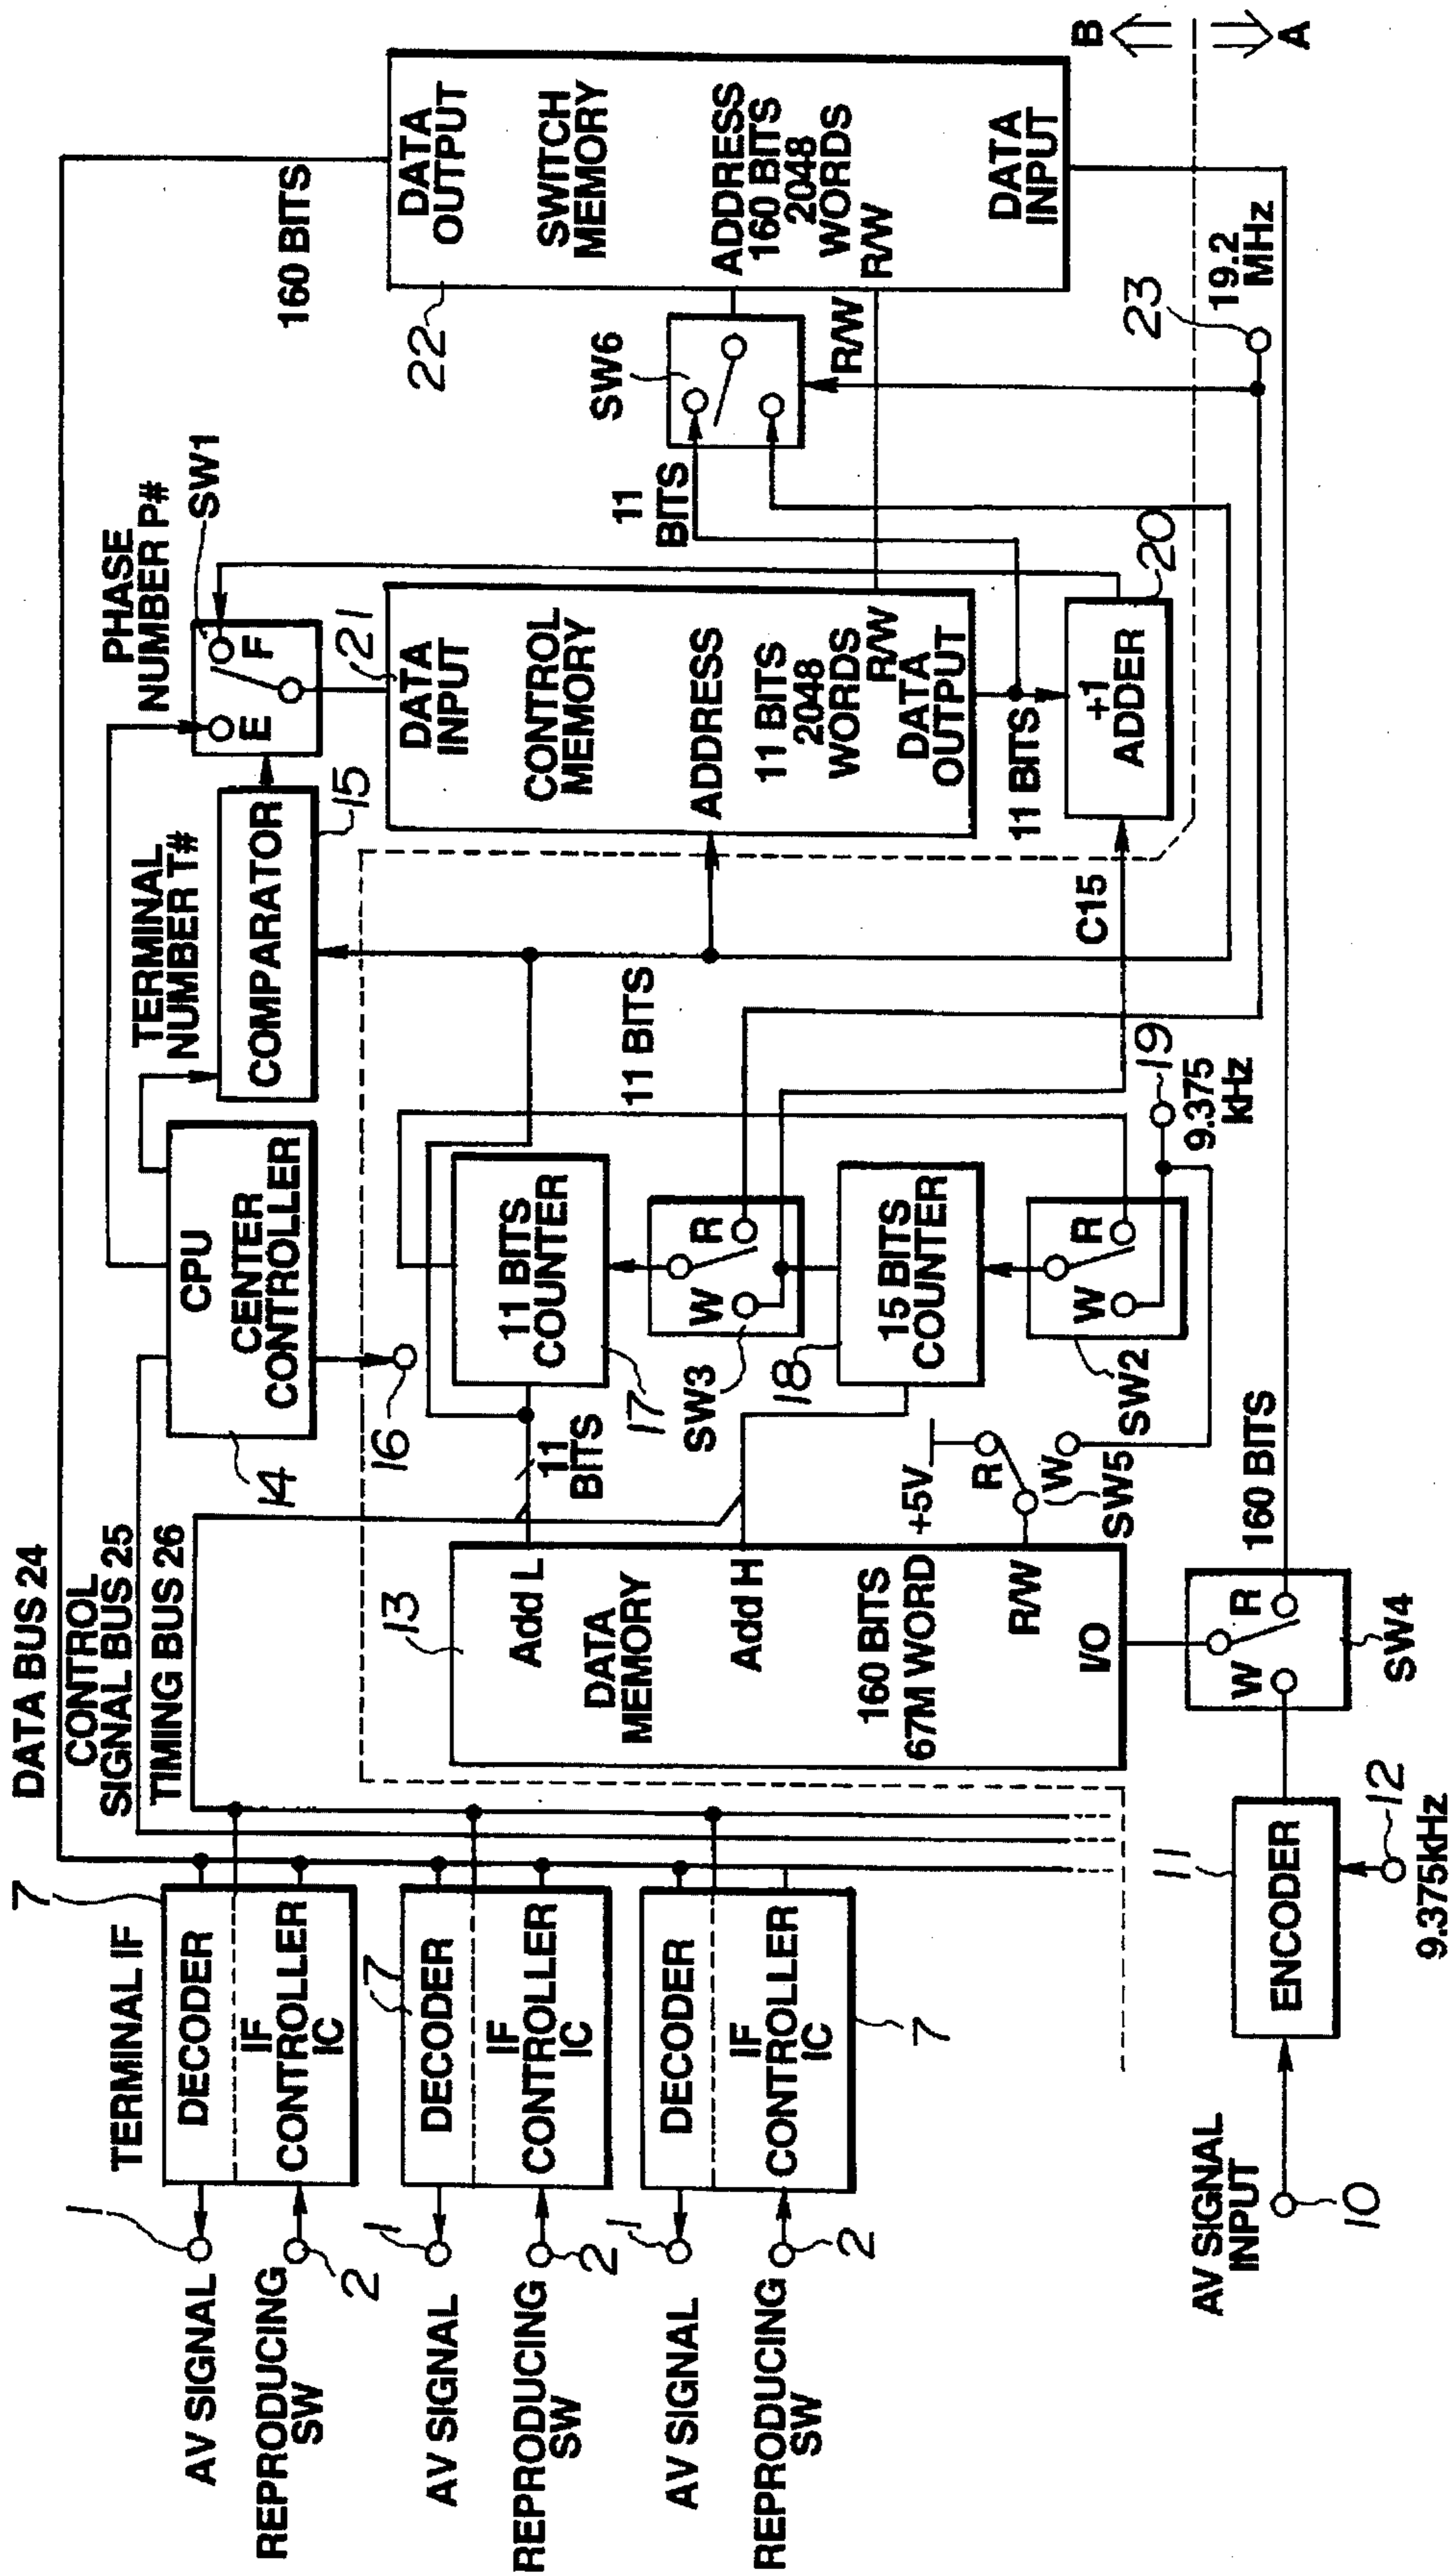 DATA BUS 24
CONTROL
SIGNAL BUS 25
TIMING BUS 26
7
TERMINAL IF
DECODER
IF
CONTROLLER
IC
1
AV SIGNAL
REPRODUCING
SW
2
7
DECODER
IF
CONTROLLER
IC
1
AV SIGNAL
REPRODUCING
SW
2
DECODER
IF
CONTROLLER
IC
7
1
AV SIGNAL
REPRODUCING
SW
2
CPU
CENTER
CONTROLLER
14
16
TERMINAL
NUMBER T#
COMPARATOR
15
PHASE
NUMBER P#
SW1
E
F
21
DATA
INPUT
CONTROL
MEMORY
ADDRESS
11 BITS
2048
WORDS
R/W
DATA
OUTPUT
11 BITS
+1
ADDER
20
C15
160 BITS
DATA
OUTPUT
SWITCH
MEMORY
22
ADDRESS
160 BITS
2048
WORDS
R/W
DATA
INPUT
SW6
11
BITS
R/W
B
A
19.2
MHz
23
13
Add L
DATA
MEMORY
Add H
160 BITS
67M WORD
R/W
I/O
11
BITS
11 BITS
COUNTER
17
11 BITS
SW3
W
R
18
15 BITS
COUNTER
W
R
SW2
19
9.375
kHz
+5V
R
W
SW5
160 BITS
W
R
SW4
11
ENCODER
12
9.375kHz
AV SIGNAL
INPUT
10